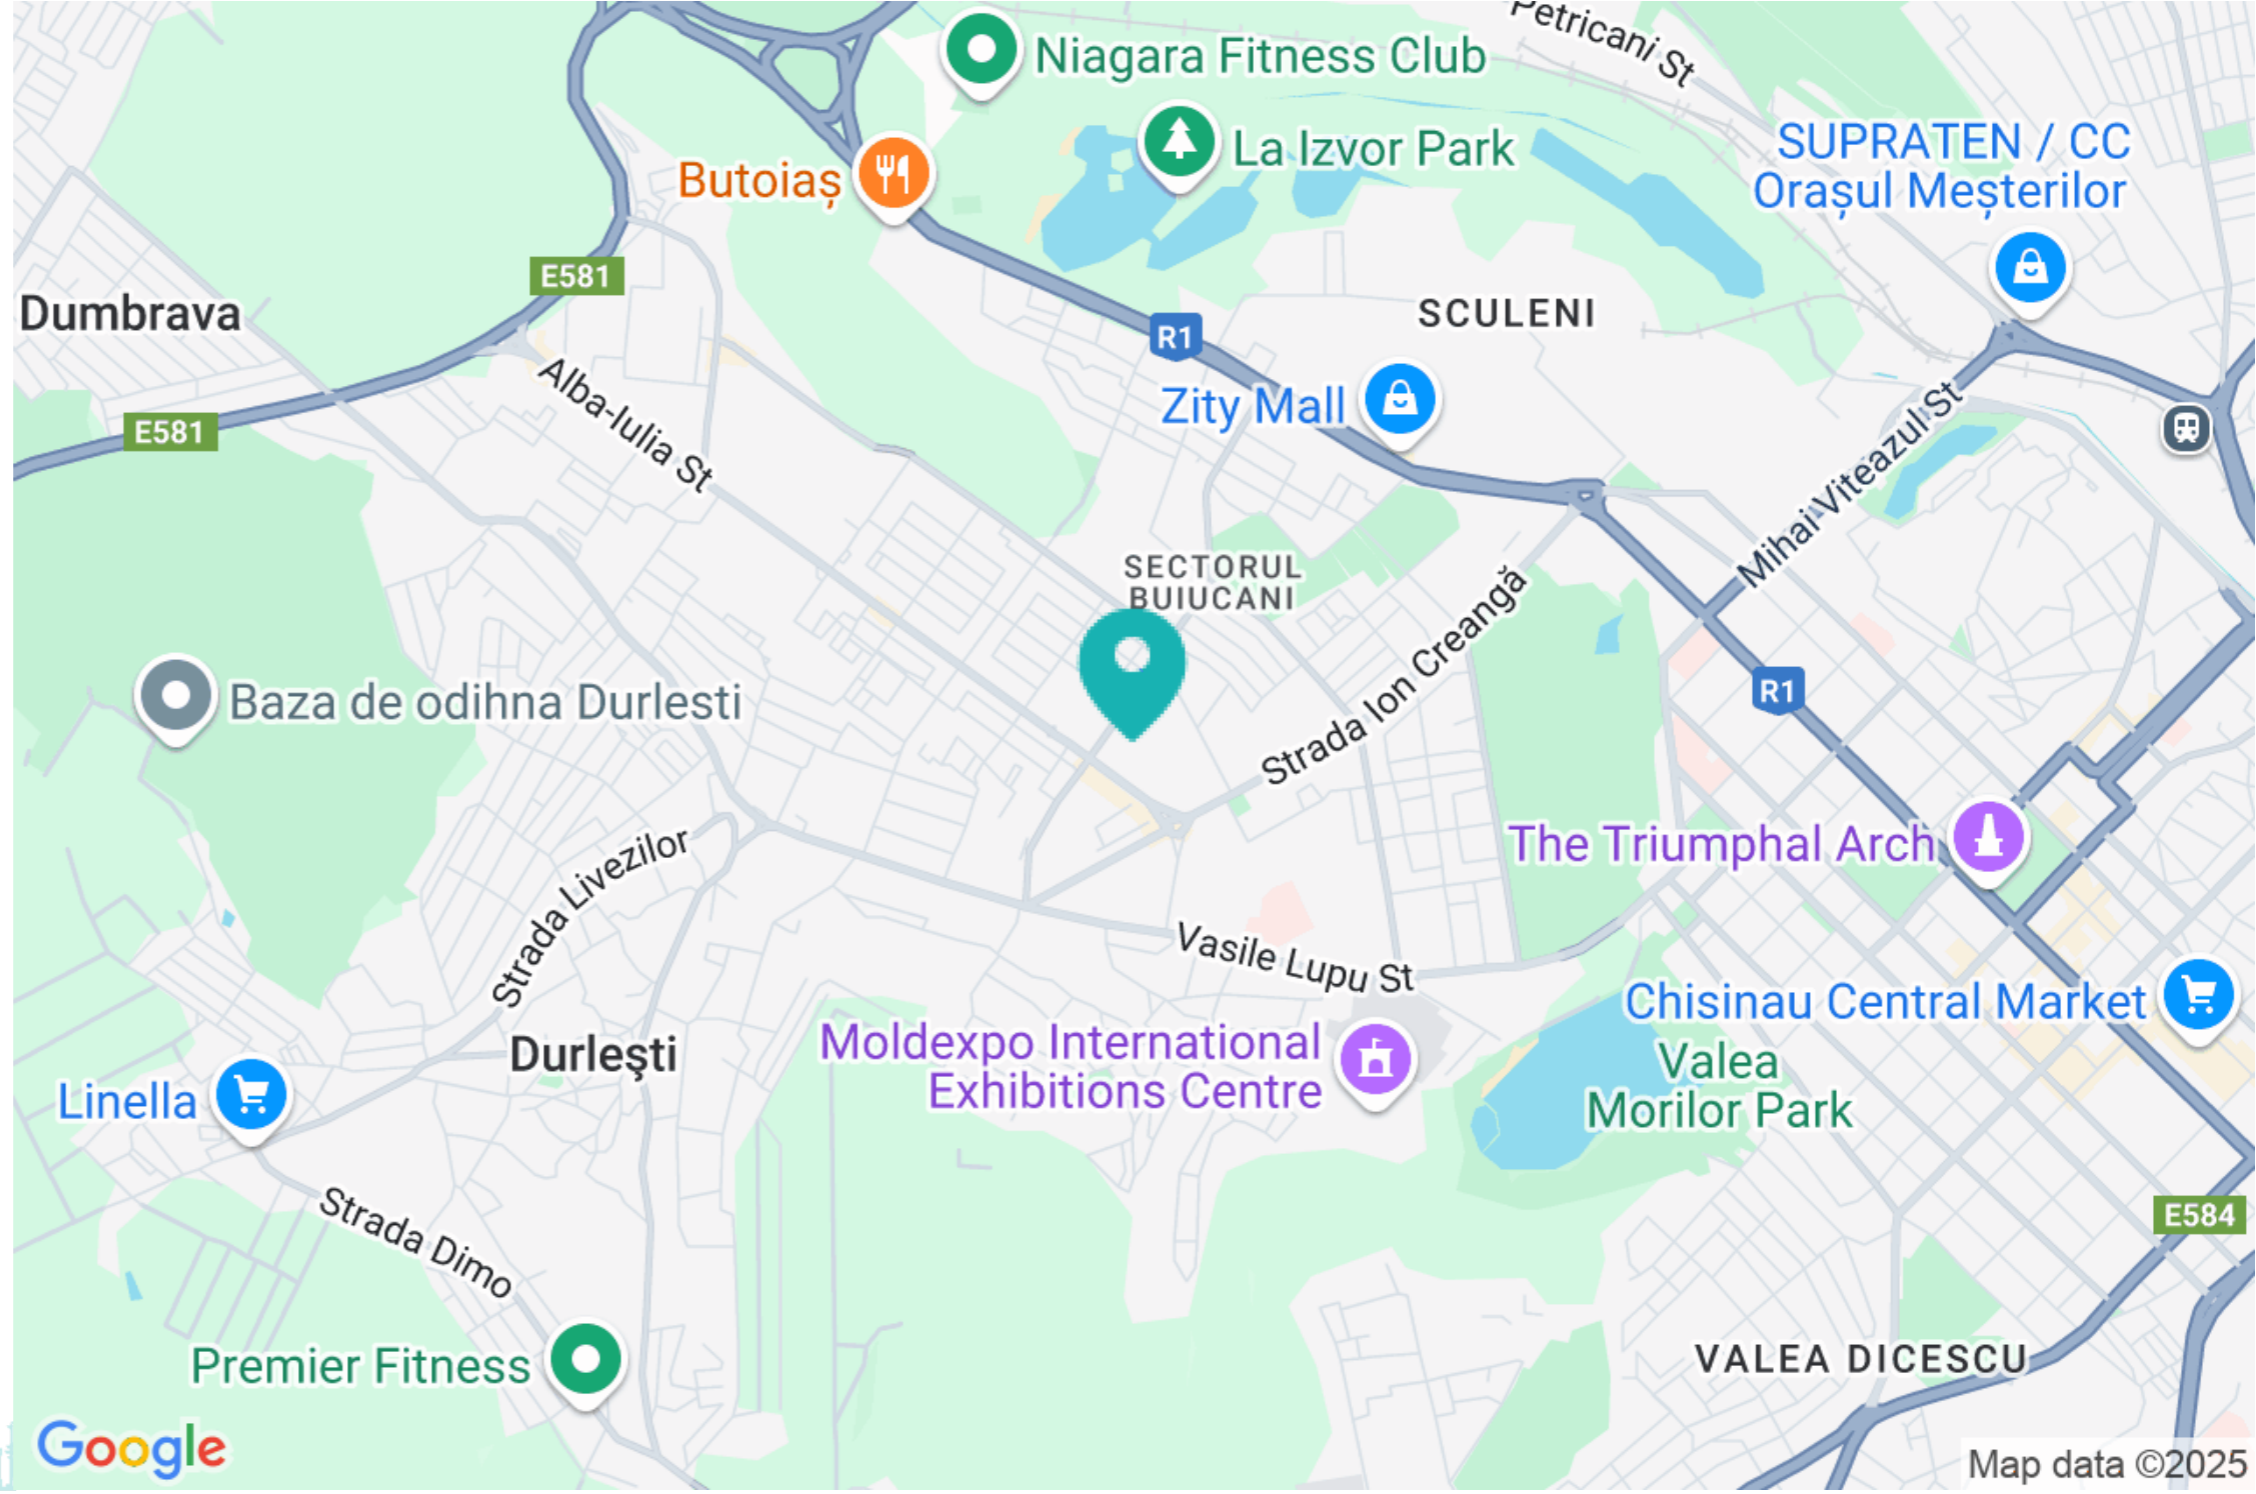 Petricani St
Niagara Fitness Club
La Izvor Park
SUPRATEN / CC
Orașul Meșterilor
Butoiaș
E581
Dumbrava
SCULENI
R1
Alba-Iulia St
Zity Mall
E581
Mihai Viteazul St
SECTORUL
BUIUCANI
Strada Ion Creangă
Baza de odihna Durlesti
R1
Strada Livezilor
The Triumphal Arch
Vasile Lupu St
Chisinau Central Market
Durleşti
Moldexpo International
Exhibitions Centre
Valea
Morilor Park
Linella
Strada Dimo
E584
Premier Fitness
VALEA DICESCU
Google
Map data ©2025